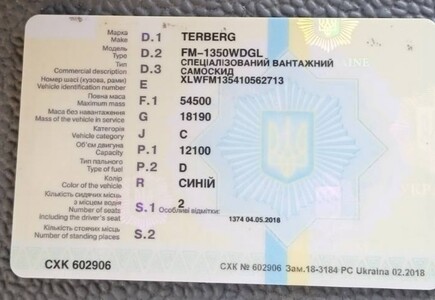 Марка
Make D.1 TERBERG
Модель
Type D.2 FM-1350WDGL
Commercial description D.3 СПЕЦІАЛІЗОВАНИЙ ВАНТАЖНИЙ САМОСКИД
Номер шасі (кузова, рами)
Vehicle identification number E XLWFM135410562713
Повна маса
Maximum mass F.1 54500
Маса без навантаження
Mass of the vehicle in service G 18190
Категорія
Vehicle category J C
Об'єм двигуна
Capacity P.1 12100
Тип пального
Type of fuel P.2 D
Колір
Color of the vehicle R СИНІЙ
Кількість сидячих місць
з місцем водія
Number of seats
including the driver's seat S.1 2
Особливі відмітки:
1374 04.05.2018
Кількість стоячих місць
Number of standing places S.2
СХК 602906
СХК № 602906 Зам.18-3184 РС Ukraina 02.2018